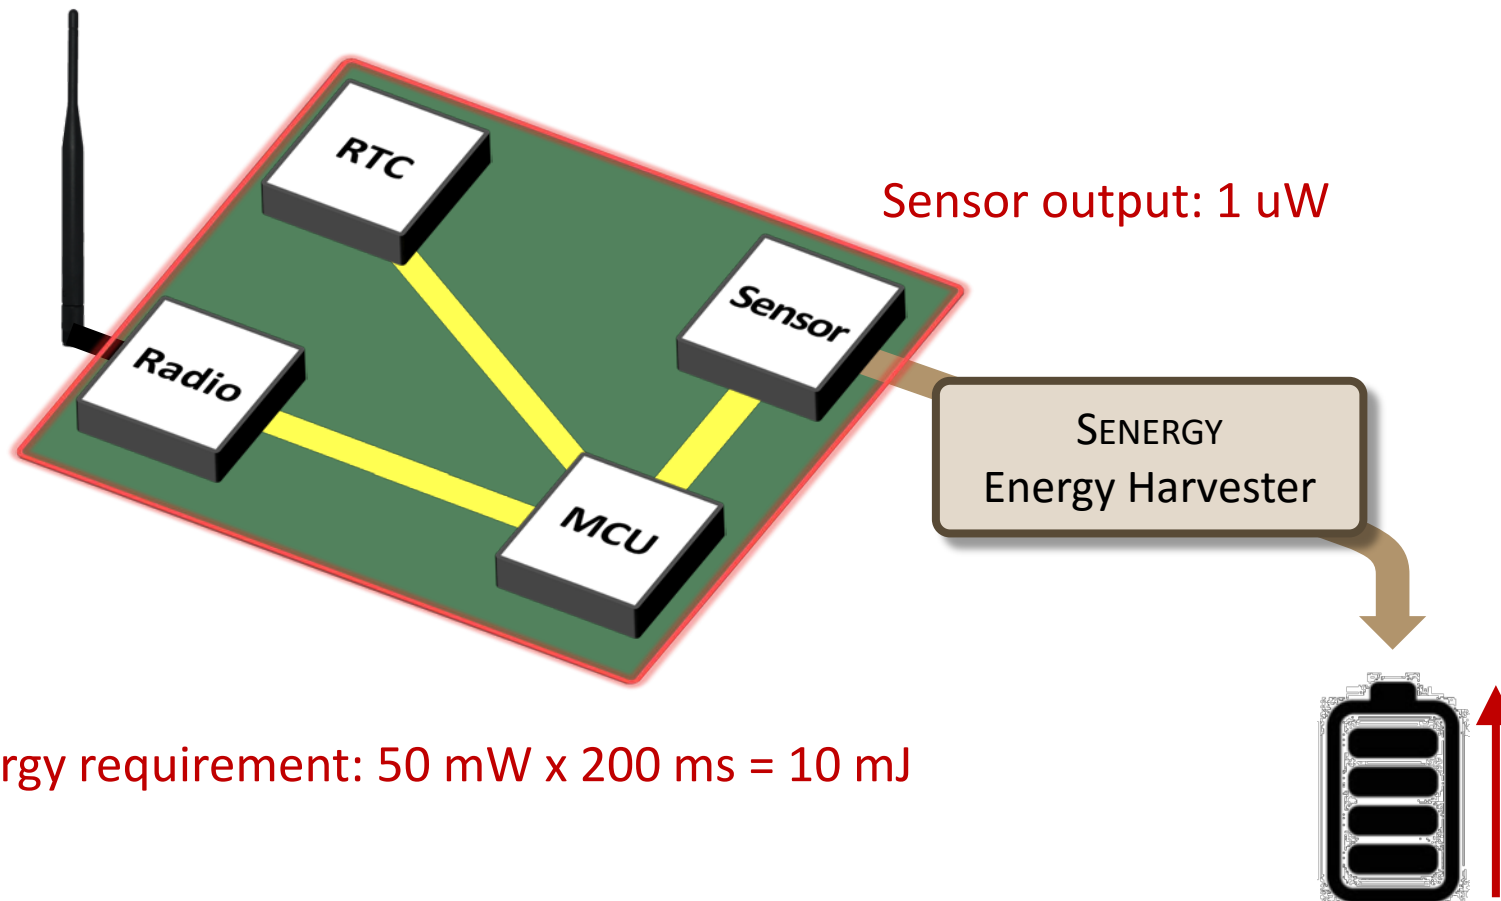 RTC
Sensor output: 1 uW
Sensor
Radio
SENERGY
Energy Harvester
MCU
rgy requirement: 50 mW x 200 ms = 10 mJ